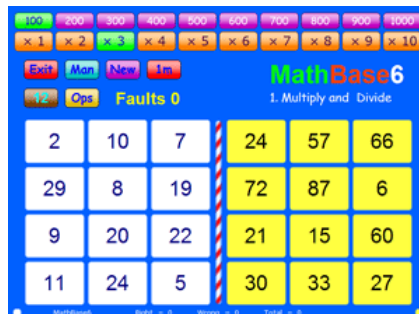 100 200 300 400 500 600 700 800 900 1000
× 1 × 2 × 3 × 4 × 5 × 6 × 7 × 8 × 9 × 10
Exit Man New 1m MathBase6
12 Ops Faults 0 1. Multiply and Divide
2 10 7 24 57 66
29 8 19 72 87 6
9 20 22 21 15 60
11 24 5 30 33 27
MathBase6 Right = 0 Wrong = 0 Total = 0